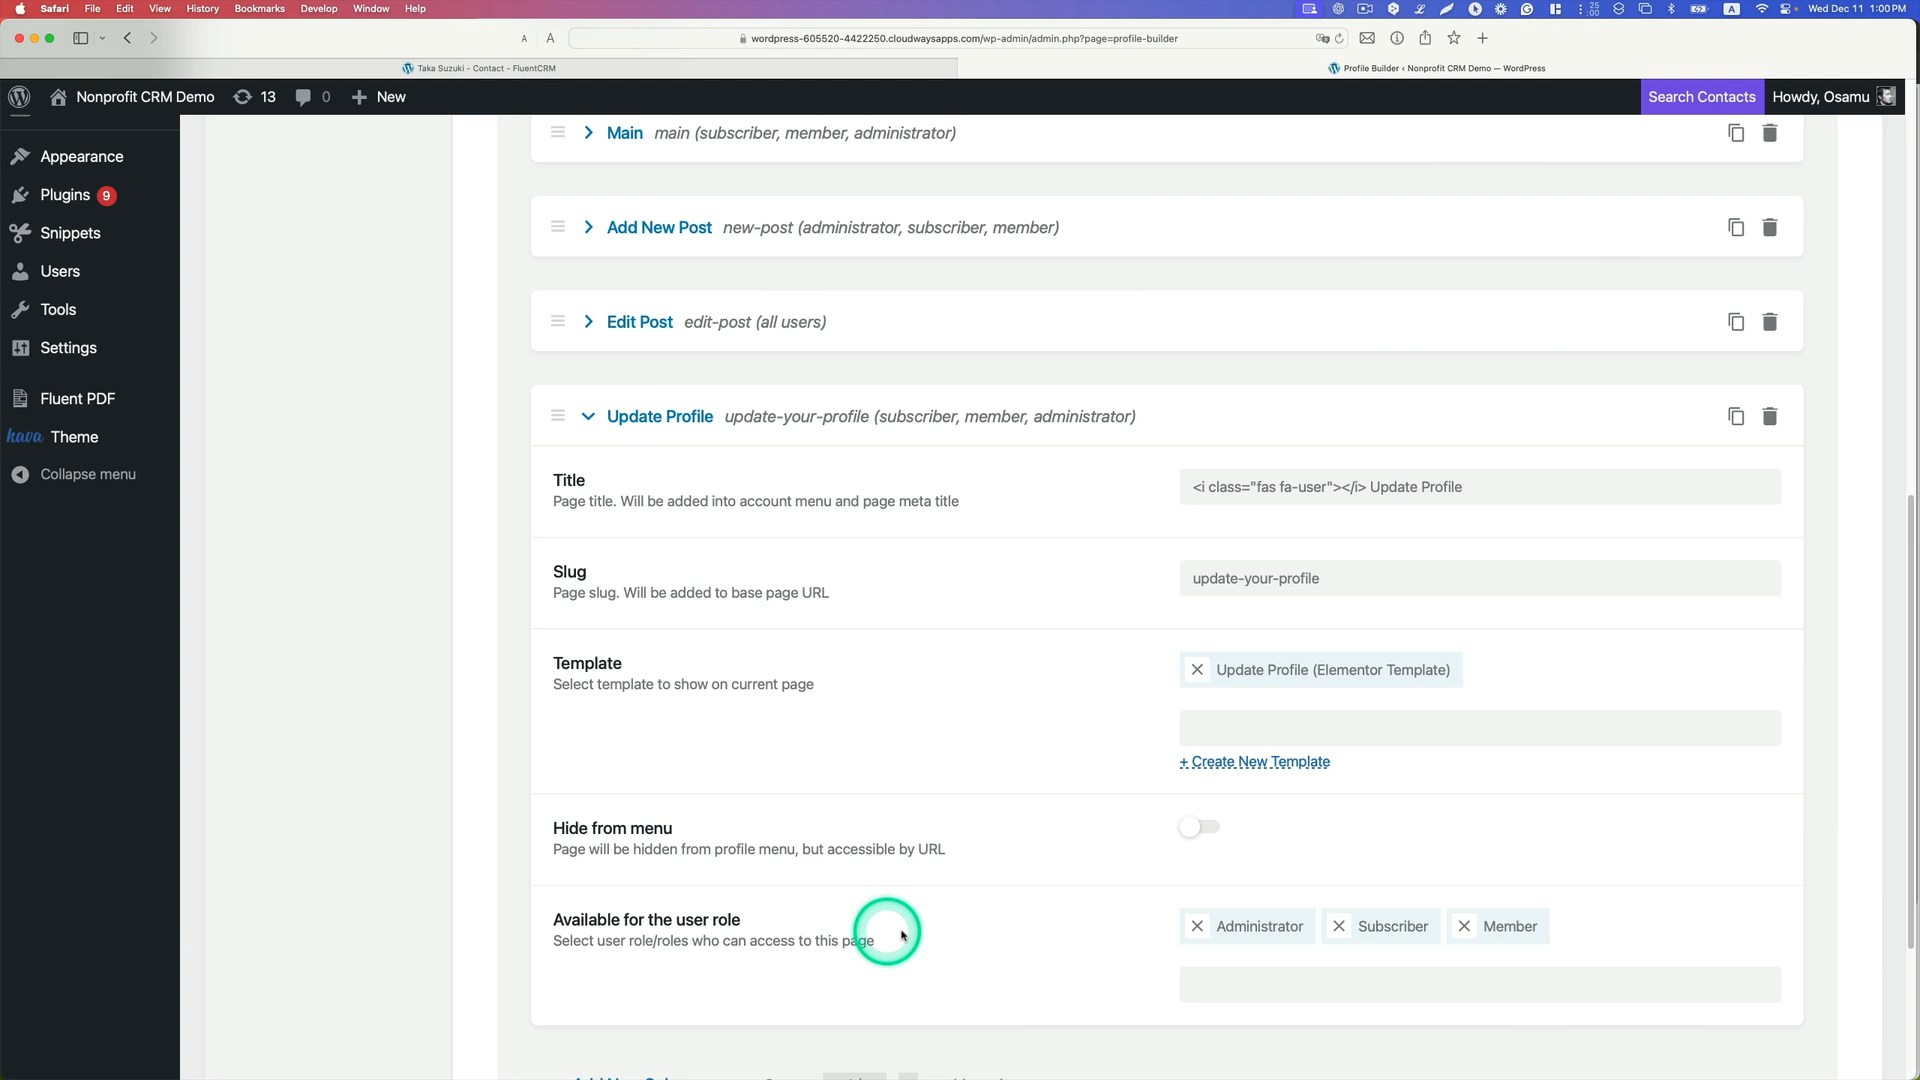 Safari File Edit View History Bookmarks Develop Window Help
25
:00
A
Wed Dec 11 1:00 PM
A A
wordpress-605520-4422250.cloudwaysapps.com/wp-admin/admin.php?page=profile-builder
Taka Suzuki - Contact - FluentCRM
Profile Builder ‹ Nonprofit CRM Demo — WordPress
Nonprofit CRM Demo 13 0 New
Search Contacts Howdy, Osamu
Appearance
Plugins 9
Snippets
Users
Tools
Settings
Fluent PDF
hava Theme
Collapse menu
Main main (subscriber, member, administrator)
Add New Post new-post (administrator, subscriber, member)
Edit Post edit-post (all users)
Update Profile update-your-profile (subscriber, member, administrator)
Title
Page title. Will be added into account menu and page meta title
<i class="fas fa-user"></i> Update Profile
Slug
Page slug. Will be added to base page URL
update-your-profile
Template
Select template to show on current page
Update Profile (Elementor Template)
+ Create New Template
Hide from menu
Page will be hidden from profile menu, but accessible by URL
Available for the user role
Select user role/roles who can access to this page
Administrator Subscriber Member